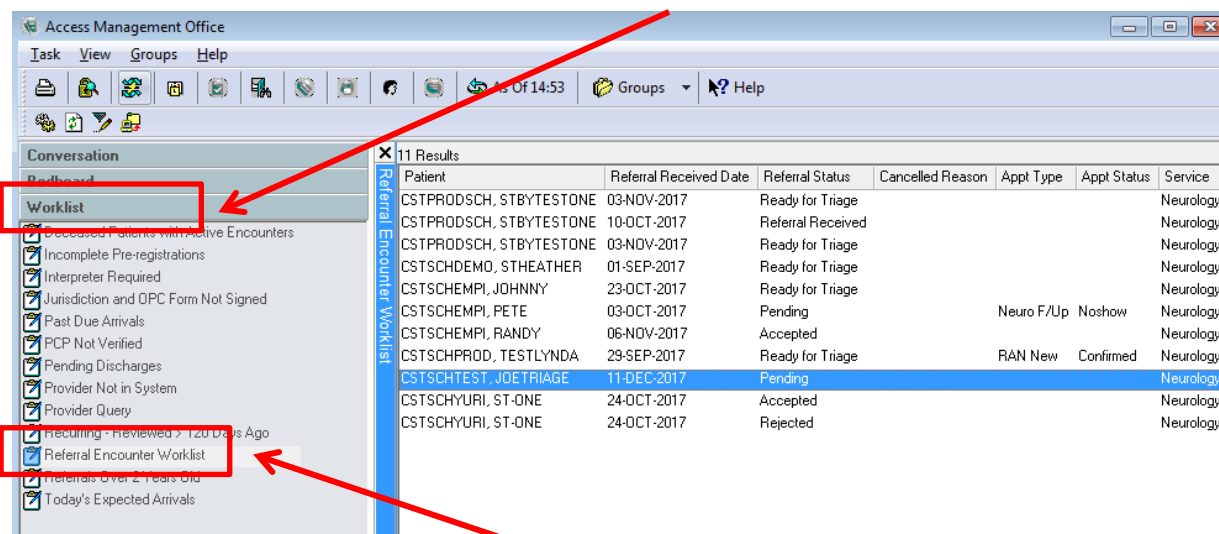 Access Management Office
Task View Groups Help
As Of 14:53 Groups Help
Conversation
Bedboard
Worklist
Deceased Patients with Active Encounters
Incomplete Pre-registrations
Interpreter Required
Jurisdiction and OPC Form Not Signed
Past Due Arrivals
PCP Not Verified
Pending Discharges
Provider Not in System
Provider Query
Recurring - Reviewed > 120 Days Ago
Referral Encounter Worklist
Referrals Over 2 Years Old
Today's Expected Arrivals
Referral Encounter Worklist
11 Results
Patient Referral Received Date Referral Status Cancelled Reason Appt Type Appt Status Service
CSTPRODSCH, STBYTESTONE 03-NOV-2017 Ready for Triage Neurology
CSTPRODSCH, STBYTESTONE 10-OCT-2017 Referral Received Neurology
CSTPRODSCH, STBYTESTONE 03-NOV-2017 Ready for Triage Neurology
CSTSCHDEMO, STHEATHER 01-SEP-2017 Ready for Triage Neurology
CSTSCHEMPI, JOHNNY 23-OCT-2017 Ready for Triage Neurology
CSTSCHEMPI, PETE 03-OCT-2017 Pending Neuro F/Up Noshow Neurology
CSTSCHEMPI, RANDY 06-NOV-2017 Accepted Neurology
CSTSCHPROD, TESTLYNDA 29-SEP-2017 Ready for Triage RAN New Confirmed Neurology
CSTSCHTEST, JOETRIAGE 11-DEC-2017 Pending Neurology
CSTSCHYURI, ST-ONE 24-OCT-2017 Accepted Neurology
CSTSCHYURI, ST-ONE 24-OCT-2017 Rejected Neurology